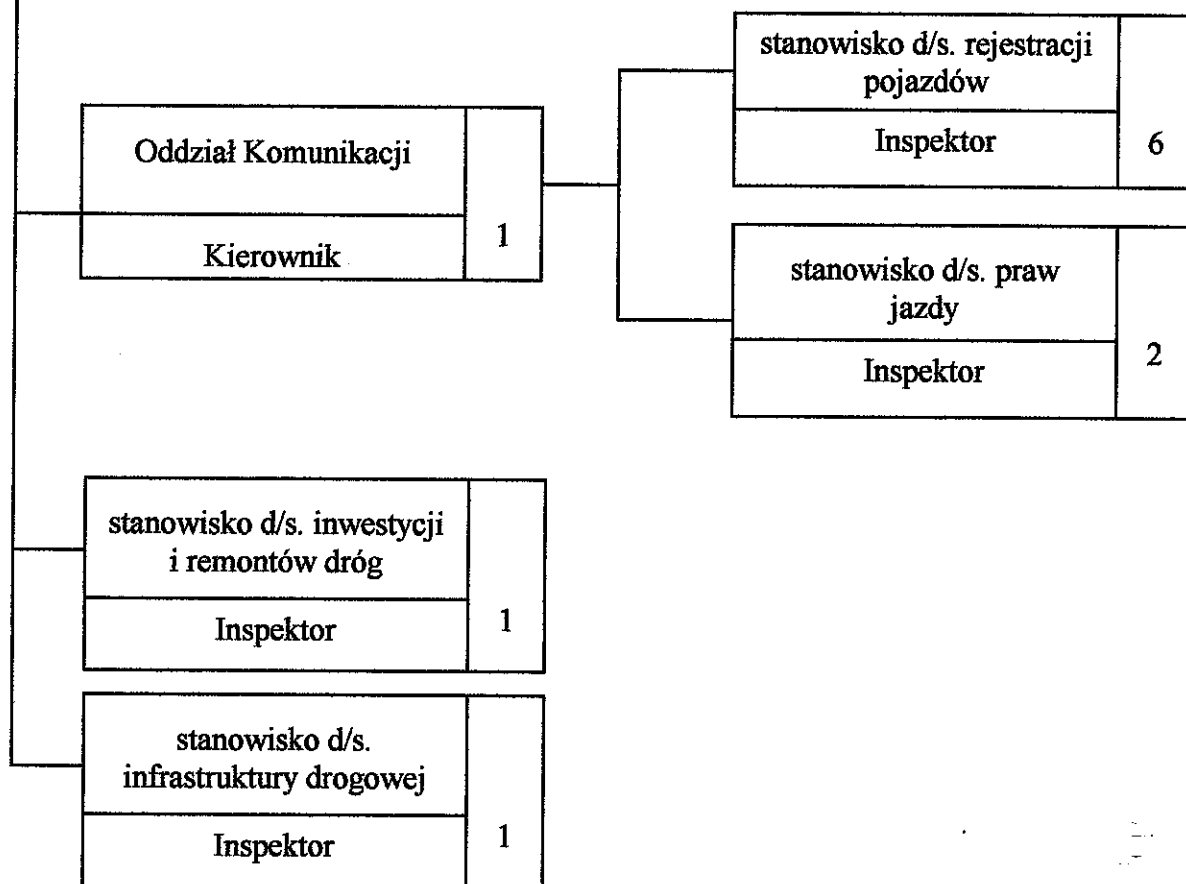 stanowisko d/s. rejestracji
pojazdów
Inspektor
6
Oddział Komunikacji
Kierownik
1
stanowisko d/s. praw
jazdy
Inspektor
2
stanowisko d/s. inwestycji
i remontów dróg
Inspektor
1
stanowisko d/s.
infrastruktury drogowej
Inspektor
1